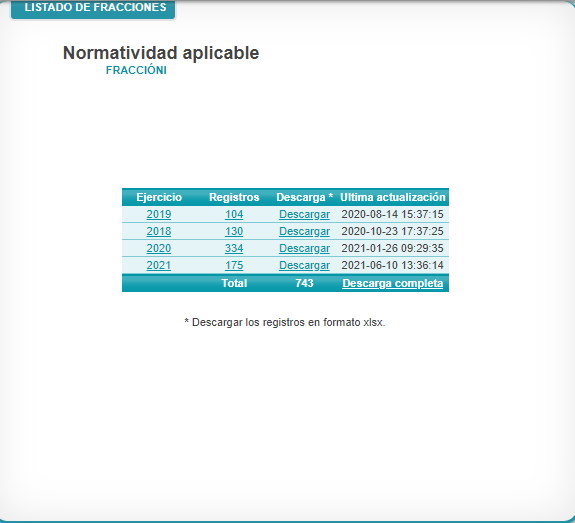 LISTADO DE FRACCIONES
Normatividad aplicable
FRACCIÓNI
Ejercicio Registros Descarga * Ultima actualización
2019 104 Descargar 2020-08-14 15:37:15
2018 130 Descargar 2020-10-23 17:37:25
2020 334 Descargar 2021-01-26 09:29:35
2021 175 Descargar 2021-06-10 13:36:14
Total 743 Descarga completa
* Descargar los registros en formato xlsx.